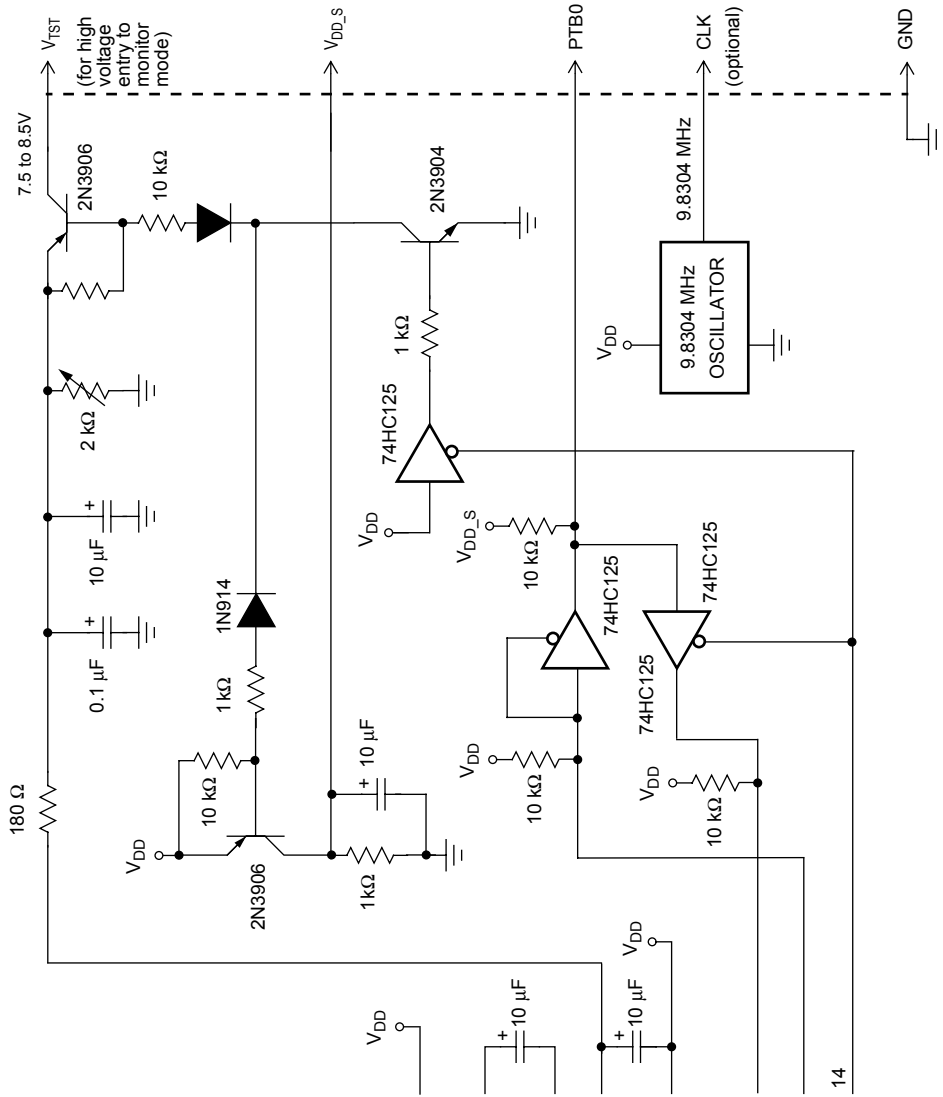 7.5 to 8.5V
V_TST
(for high
voltage
entry to
monitor
mode)
2N3906
10 kΩ
2 kΩ
+
10 µF
+
0.1 µF
180 Ω
1N914
1kΩ
10 kΩ
V_DD
2N3906
+
10 µF
1kΩ
V_DD_S
2N3904
1 kΩ
74HC125
V_DD
V_DD_S
10 kΩ
PTB0
74HC125
V_DD
10 kΩ
74HC125
74HC125
V_DD
10 kΩ
V_DD
9.8304 MHz
OSCILLATOR
9.8304 MHz
CLK
(optional)
GND
V_DD
+
10 µF
+
10 µF
V_DD
14